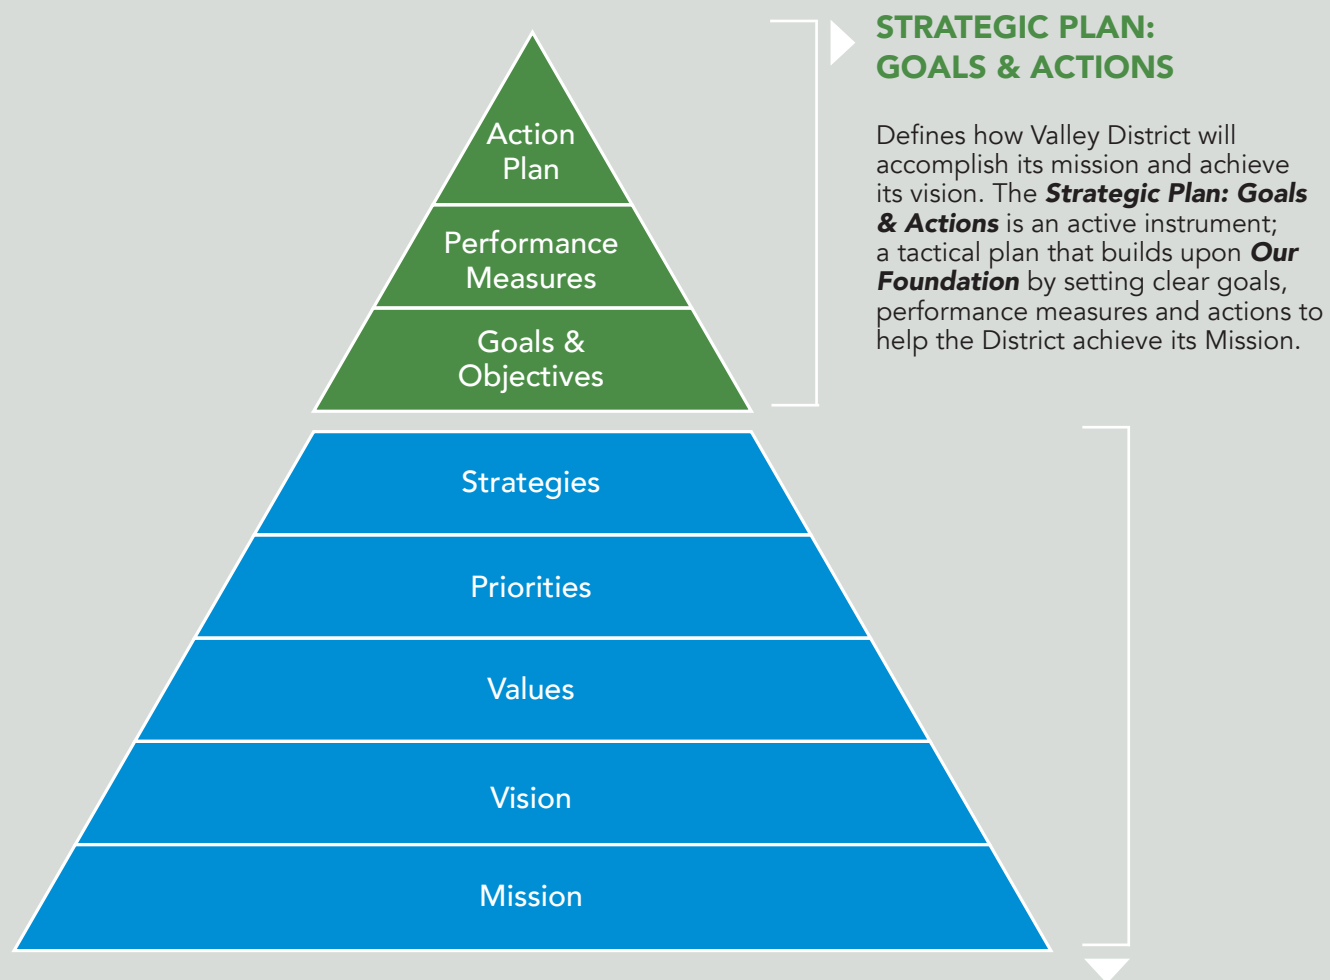 Action
Plan
Performance
Measures
Goals &
Objectives
Strategies
Priorities
Values
Vision
Mission
STRATEGIC PLAN:
GOALS & ACTIONS
Defines how Valley District will
accomplish its mission and achieve
its vision. The Strategic Plan: Goals
& Actions is an active instrument;
a tactical plan that builds upon Our
Foundation by setting clear goals,
performance measures and actions to
help the District achieve its Mission.